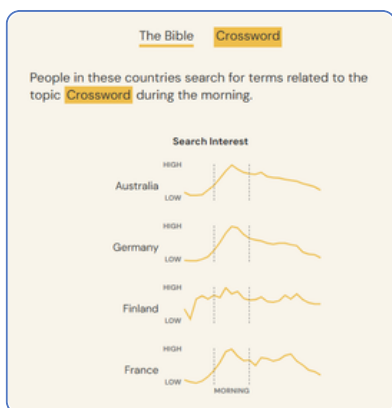 The Bible Crossword
People in these countries search for terms related to the
topic Crossword during the morning.
Search Interest
HIGH
Australia
LOW
HIGH
Germany
LOW
HIGH
Finland
LOW
HIGH
France
LOW
MORNING